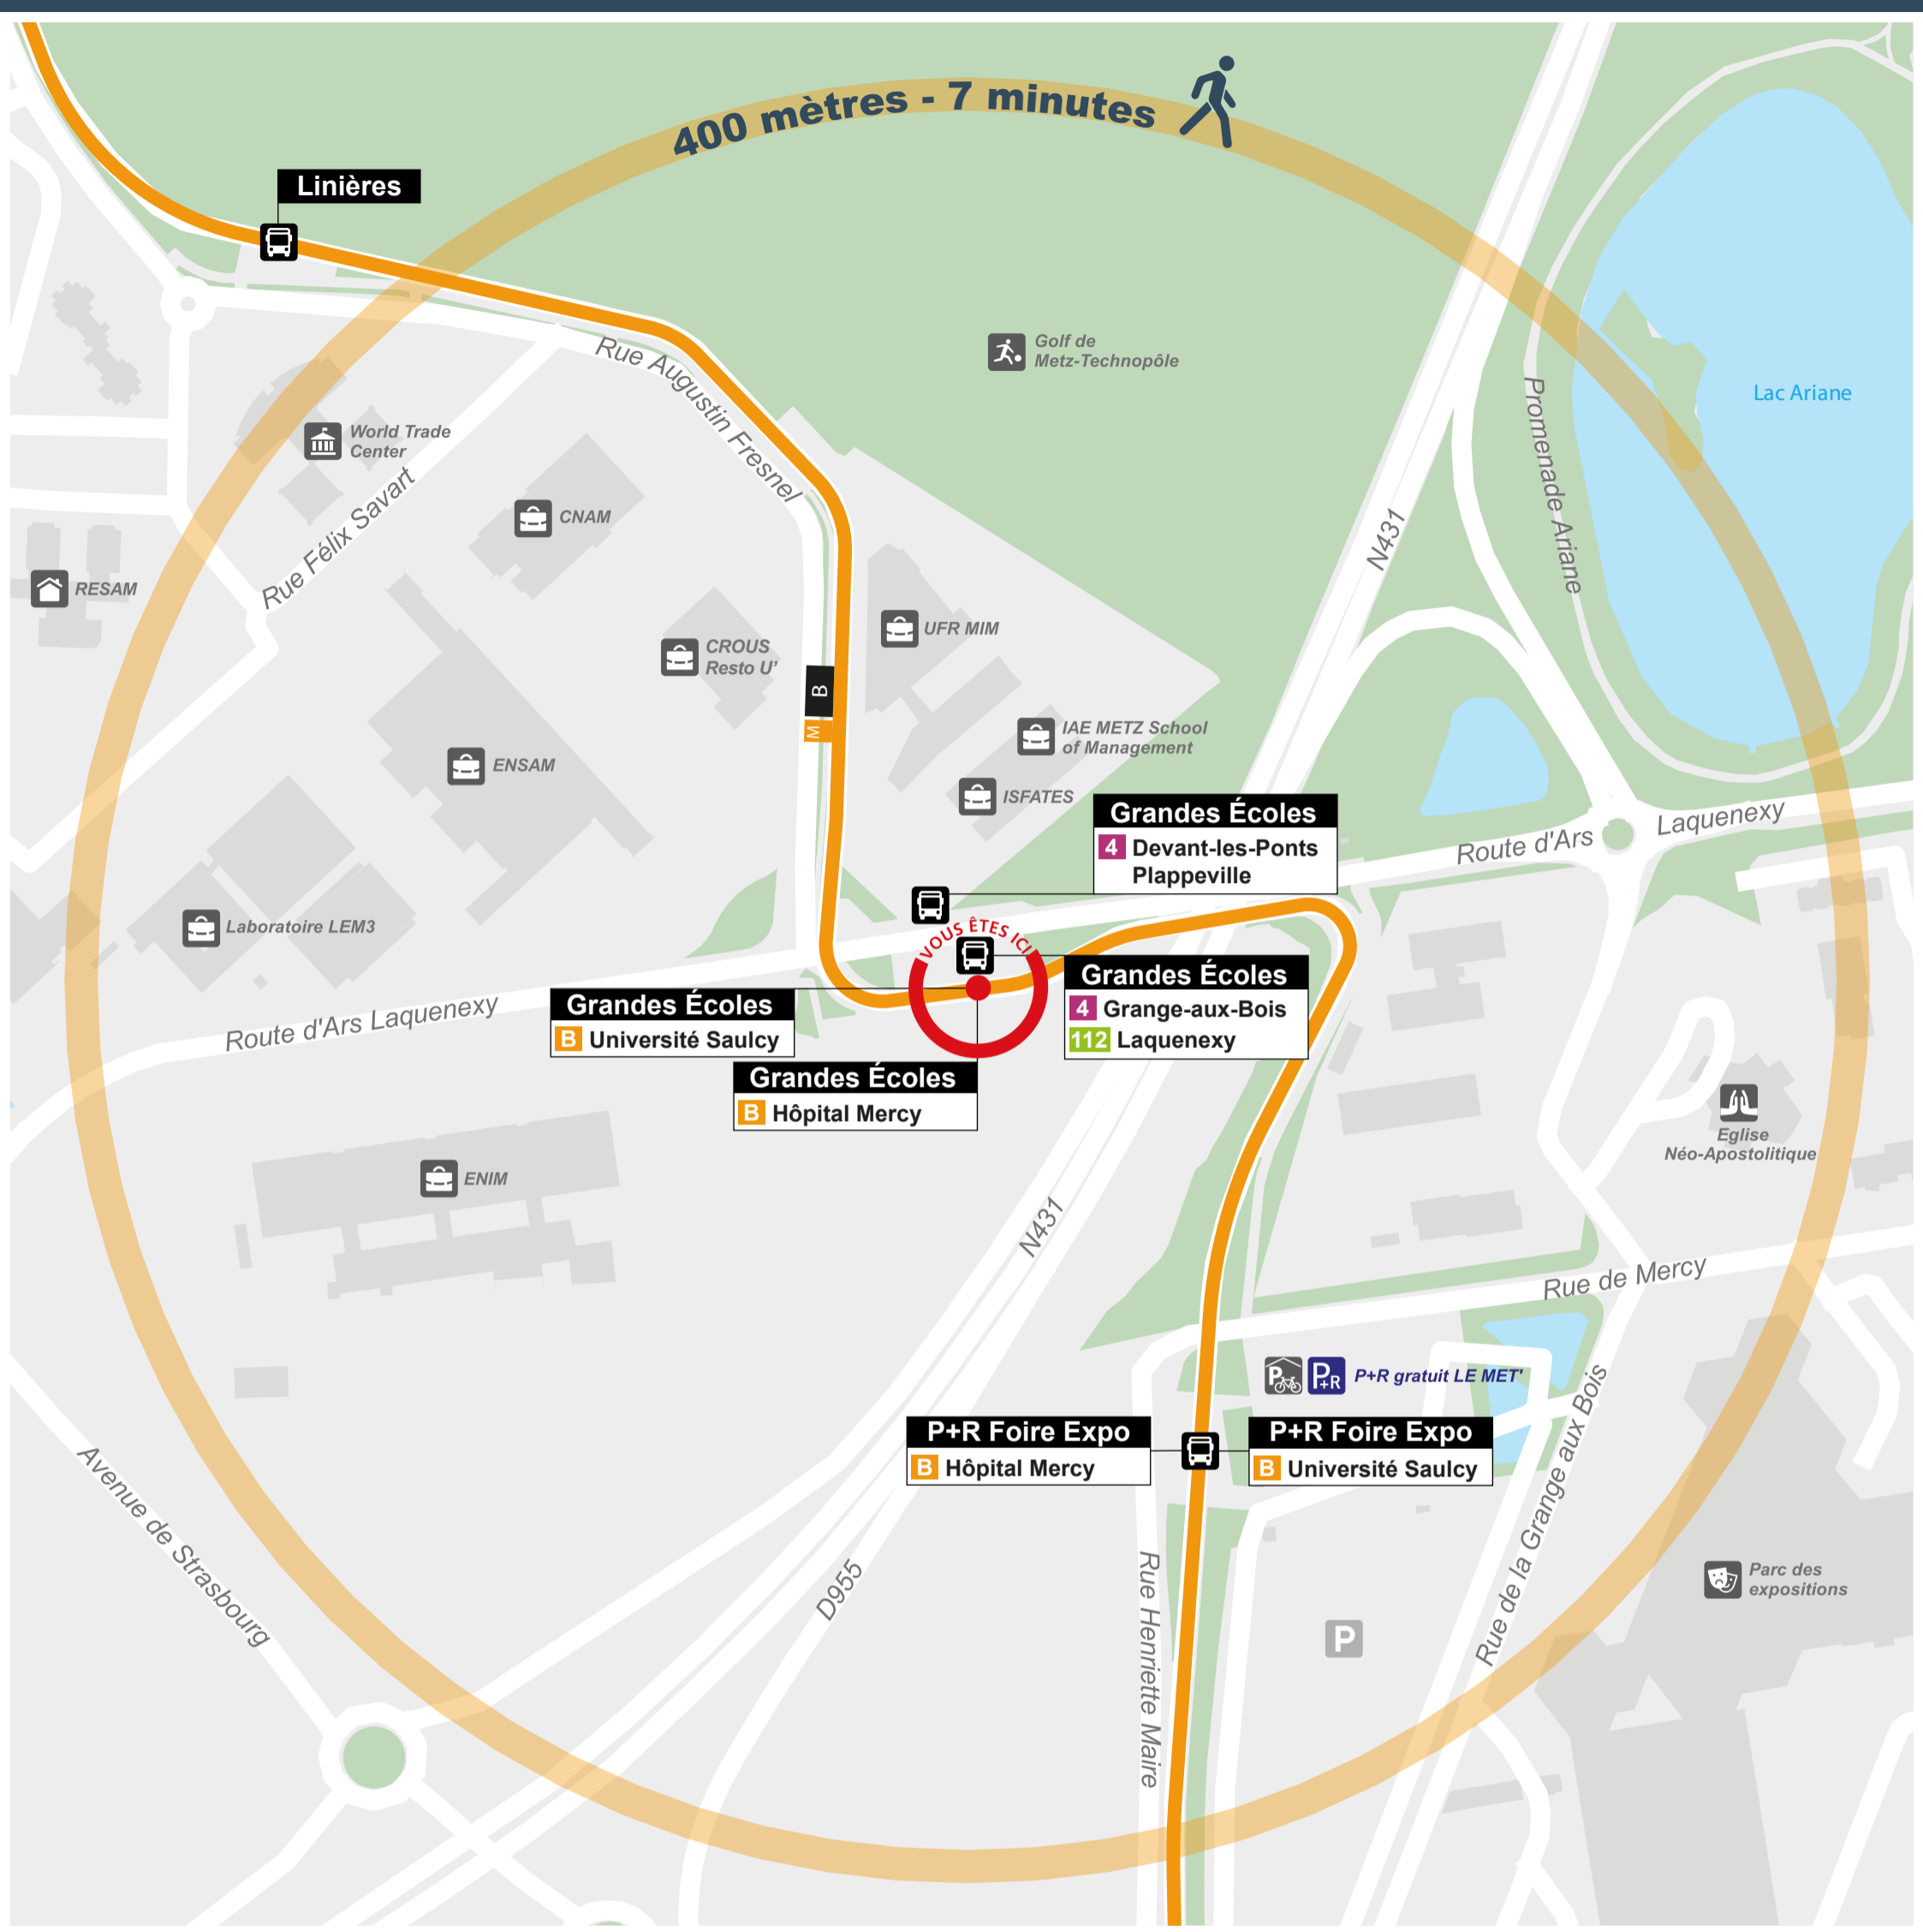 400 mètres - 7 minutes
Linières
Golf de
Metz-Technopôle
Rue Augustin Fresnel
Lac Ariane
Promenade Ariane
World Trade
Center
Rue Félix Savart
CNAM
N431
RESAM
CROUS
Resto U'
UFR MIM
B
M
IAE METZ School
of Management
ENSAM
ISFATES
Grandes Écoles
4 Devant-les-Ponts
Plappeville
Route d'Ars
Laquenexy
Laboratoire LEM3
VOUS ÊTES ICI
Grandes Écoles
4 Grange-aux-Bois
112 Laquenexy
Grandes Écoles
B Université Saulcy
Route d'Ars Laquenexy
Grandes Écoles
B Hôpital Mercy
Eglise
Néo-Apostolitique
ENIM
N431
Rue de Mercy
P
P+R
P+R gratuit LE MET'
P+R Foire Expo
B Hôpital Mercy
P+R Foire Expo
B Université Saulcy
Rue de la Grange aux Bois
Avenue de Strasbourg
D955
Rue Henriette Maire
Parc des
expositions
P